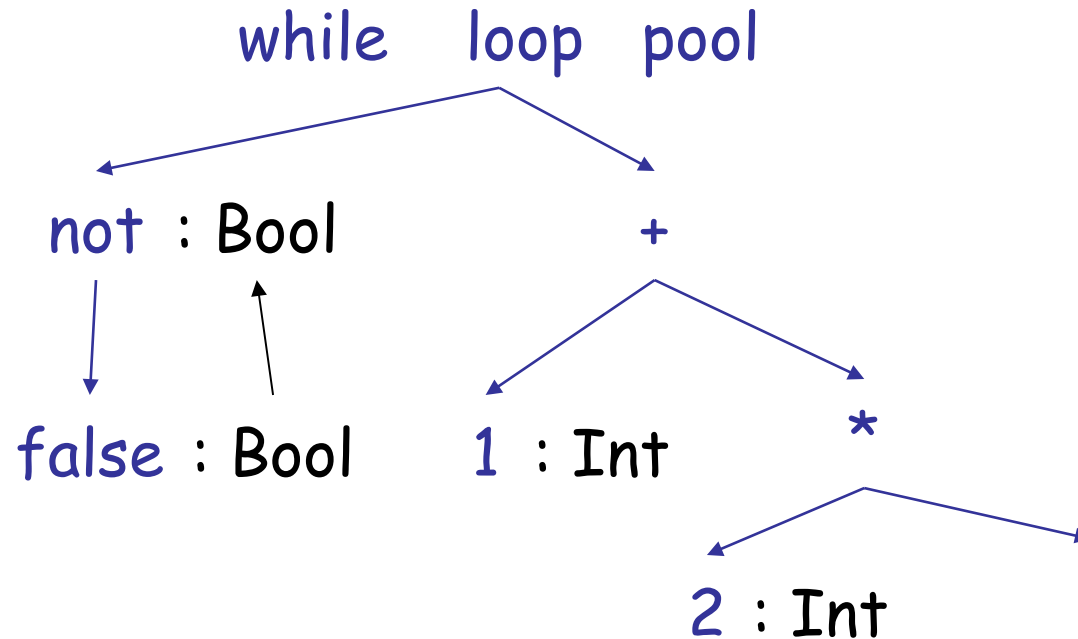 while loop pool
not : Bool +
false : Bool 1 : Int *
2 : Int